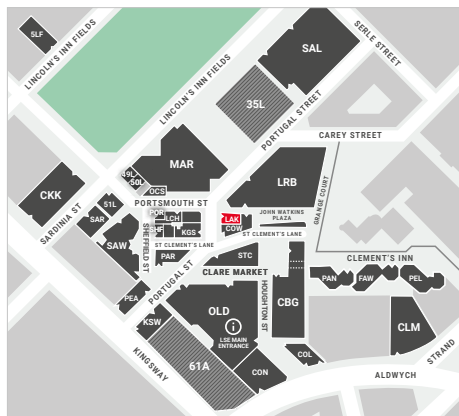 5LF
LINCOLN'S INN FIELDS
LINCOLN'S INN FIELDS
SAL
SERLE STREET
35L
PORTUGAL STREET
CAREY STREET
MAR
49L
50L
OCS
LRB
CKK
SARDINIA ST
51L
SAR
SAW
PORTSMOUTH ST
POR
LCH
SHF
KGS
SHEFFIELD ST
LAK
COW
JOHN WATKINS
PLAZA
GRANGE COURT
ST CLEMENT'S LANE
ST CLEMENT'S LANE
PAR
STC
PORTUGAL ST
CLARE MARKET
CLEMENT'S INN
PAN
FAW
PEL
PEA
KSW
OLD
LSE MAIN
ENTRANCE
HOUGHTON ST
CBG
CLM
KINGSWAY
61A
CON
COL
ALDWYCH
STRAND